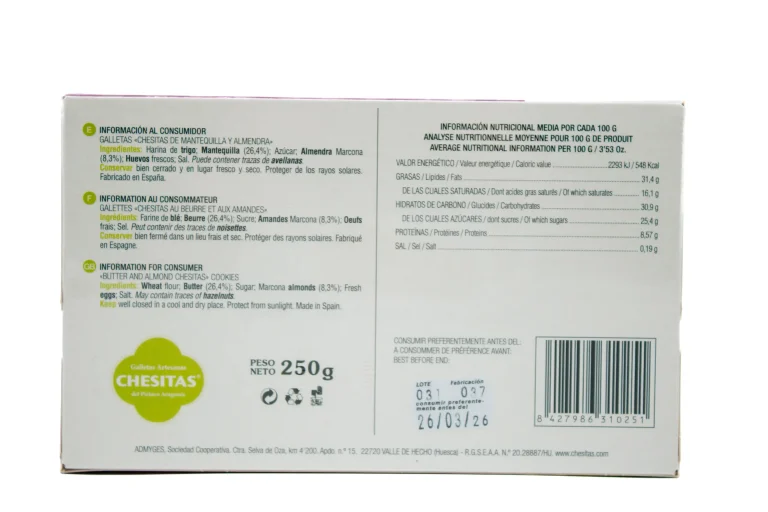 E INFORMACIÓN AL CONSUMIDOR
GALLETAS «CHESITAS DE MANTEQUILLA Y ALMENDRA»
Ingredientes: Harina de trigo; Mantequilla (26,4%); Azúcar; Almendra Marcona
(8,3%); Huevos frescos; Sal. Puede contener trazas de avellanas.
Conservar bien cerrado y en lugar fresco y seco. Proteger de los rayos solares.
Fabricado en España.
F INFORMATION AU CONSOMMATEUR
GALETTES «CHESITAS AU BEURRE ET AUX AMANDES»
Ingrédients: Farine de blé; Beurre (26,4%); Sucre; Amandes Marcona (8,3%); Oeufs
frais; Sel. Peut contenir des traces de noisettes.
Conserver bien fermé dans un lieu frais et sec. Protéger des rayons solaires. Fabriqué
en Espagne.
GB INFORMATION FOR CONSUMER
«BUTTER AND ALMOND CHESITAS» COOKIES
Ingredients: Wheat flour; Butter (26,4%); Sugar; Marcona almonds (8,3%); Fresh
eggs; Salt. May contain traces of hazelnuts.
Keep well closed in a cool and dry place. Protect from sunlight. Made in Spain.
Galletas Artesanas
CHESITAS®
del Pirineo Aragonés
PESO
NETO 250g
INFORMACIÓN NUTRICIONAL MEDIA POR CADA 100 G
ANALYSE NUTRITIONNELLE MOYENNE POUR 100 G DE PRODUIT
AVERAGE NUTRITIONAL INFORMATION PER 100 G / 3'53 Oz.
VALOR ENERGÉTICO / Valeur energétique / Caloric value 2293 kJ / 548 Kcal
GRASAS / Lipides / Fats 31,4 g
DE LAS CUALES SATURADAS / Dont acides gras saturés / Of which saturates 16,1 g
HIDRATOS DE CARBONO / Glucides / Carbohydrates 30,9 g
DE LOS CUALES AZÚCARES / dont sucres / Of which sugars 25,4 g
PROTEÍNAS / Protéines / Proteins 8,57 g
SAL / Sel / Salt 0,19 g
CONSUMIR PREFERENTEMENTE ANTES DEL:
A CONSOMMER DE PRÉFÉRENCE AVANT:
BEST BEFORE END:
LOTE Fabricación
031 037
consumir preferente-
mente antes del
26/03/26
8 427986 310251
ADMYGES, Sociedad Cooperativa. Ctra. Selva de Oza, km 4'200. Apdo. n.º 15. 22720 VALLE DE HECHO (Huesca) - R.G.S.E.A.A. N.º 20.28887/HU. www.chesitas.com